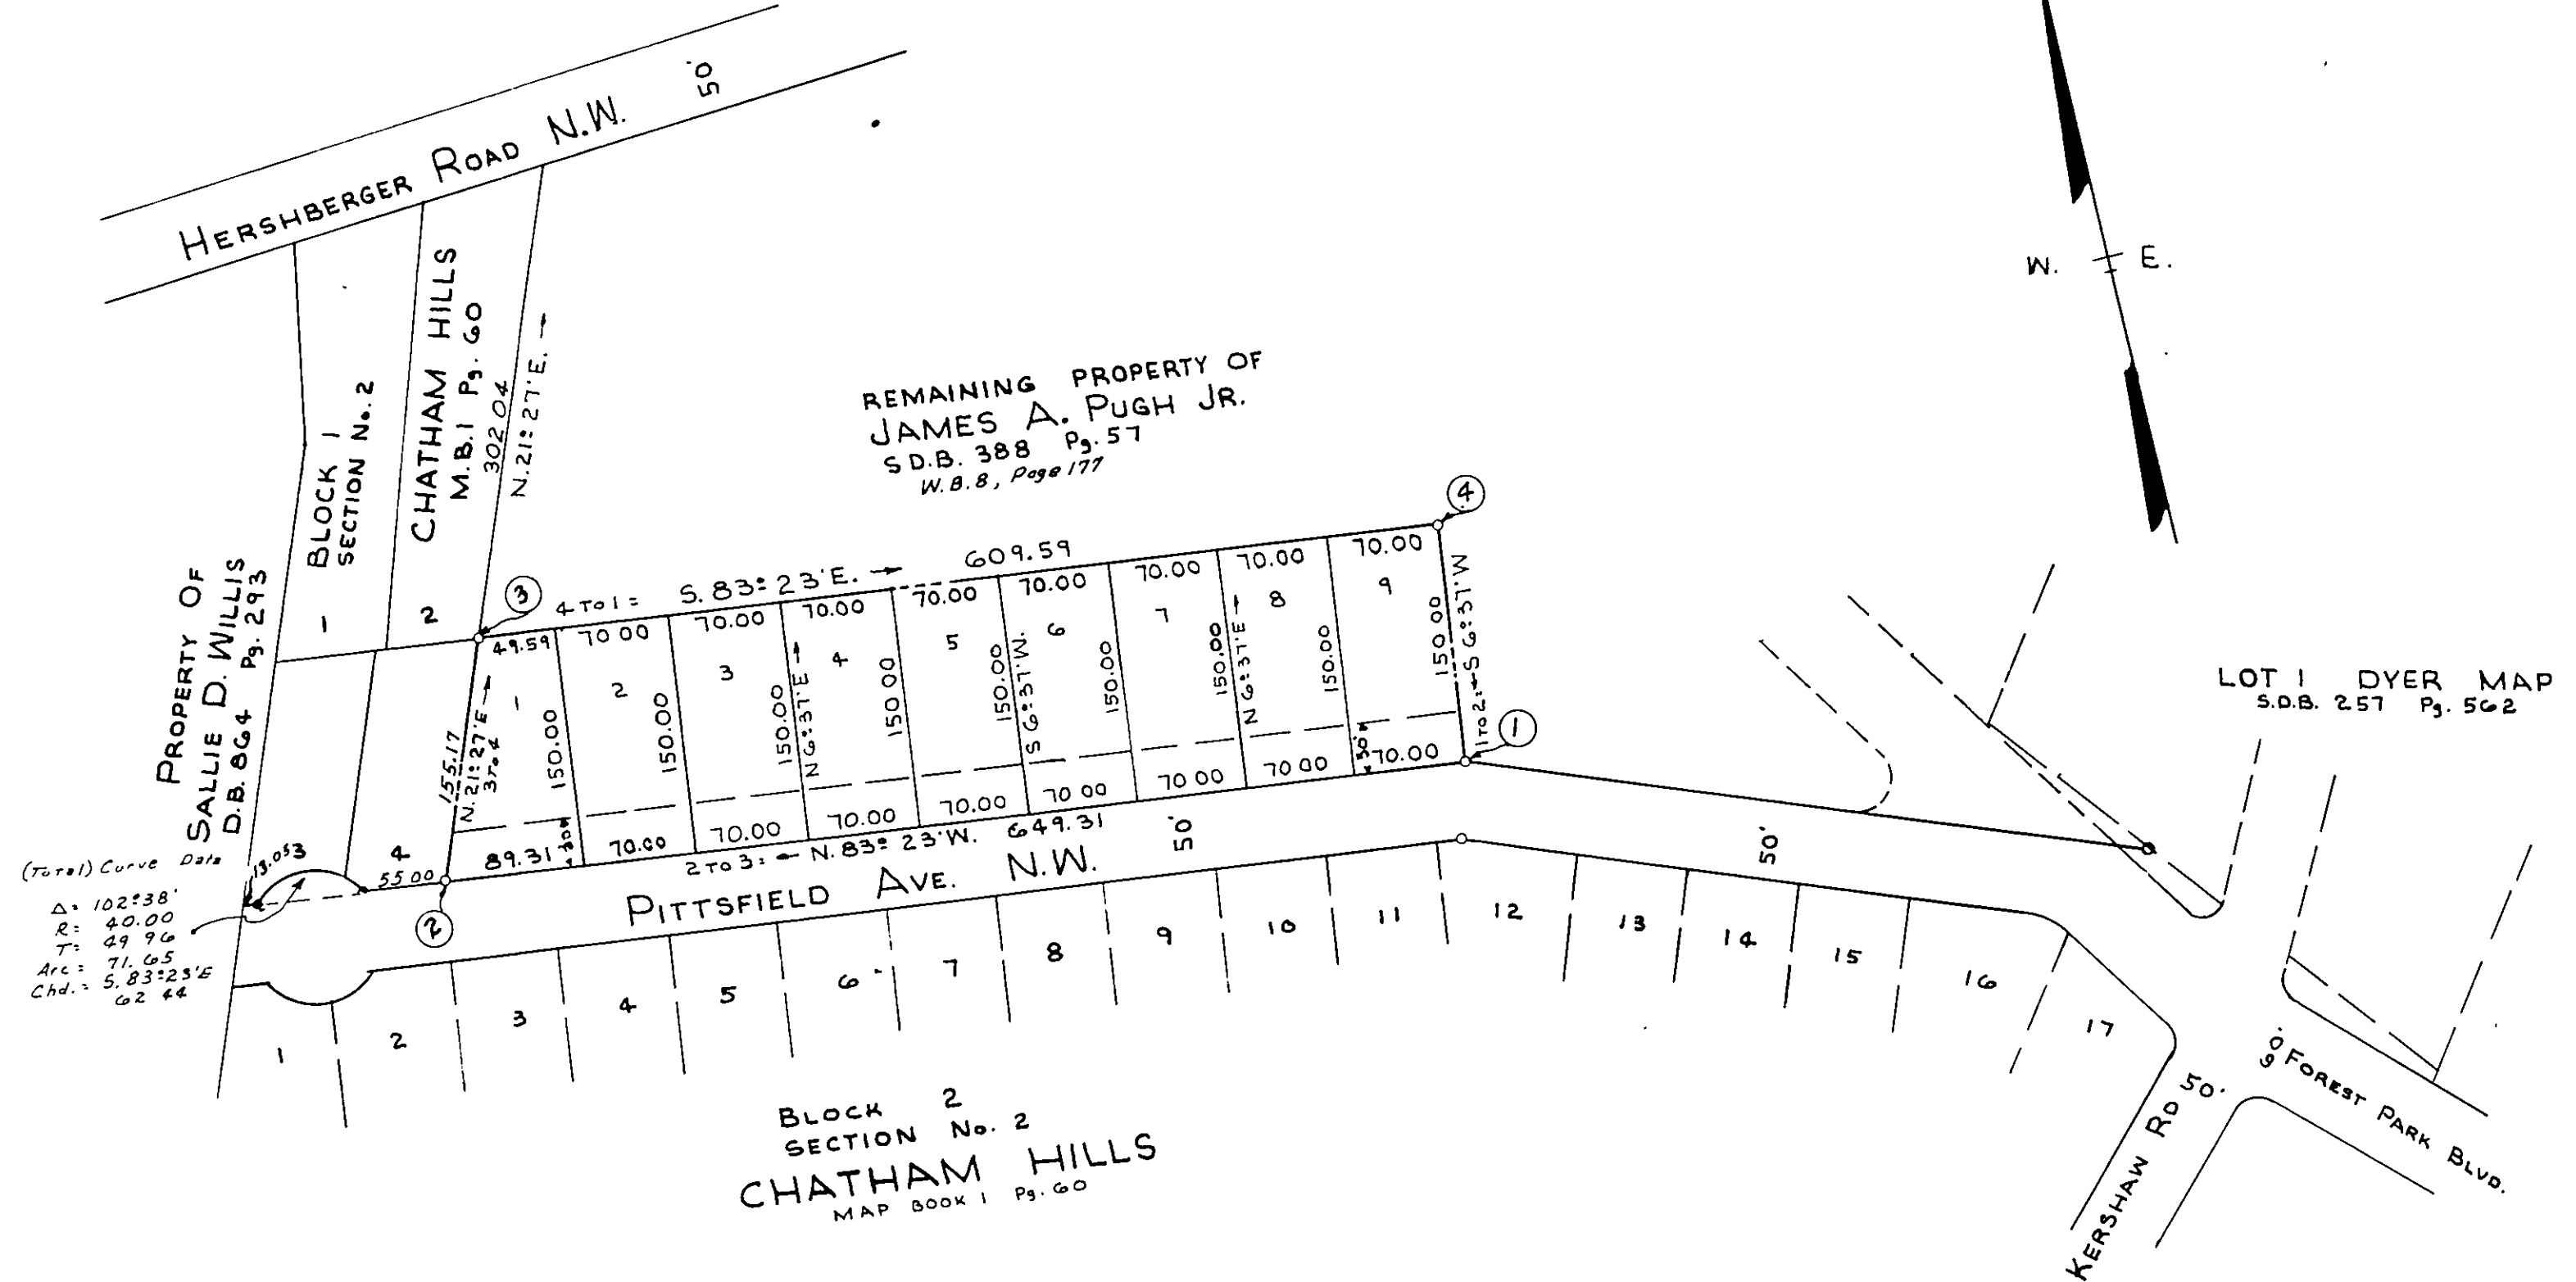 HERSHBERGER ROAD N.W. 50'
W. E.
BLOCK 1
SECTION No. 2
CHATHAM HILLS
M.B.1 Pg. 60
302.04
N.21°27'E.
1
2
REMAINING PROPERTY OF
JAMES A. PUGH JR.
S.D.B. 388 Pg. 57
W.B.8, Page 177
PROPERTY OF
SALLIE D. WILLIS
D.B. 864 Pg. 293
3
4
4 TO 1 = S. 83° 23' E. 609.59
49.59 70.00 70.00 70.00 70.00 70.00 70.00 70.00 70.00
1 2 3 4 5 6 7 8 9
155.17
N.21°27'E
150.00 150.00 150.00 150.00 150.00 150.00 150.00 150.00 150.00
N 6°37'E
S 6°37'W.
N 6°37'E
1 TO 2 = S 6°37'W
1
30'
30'
89.31 70.00 70.00 70.00 70.00 70.00 70.00 70.00 70.00
2 TO 3 = N. 83° 23' W. 649.31
PITTSFIELD AVE. N.W. 50' 50'
4
55.00
2
13.053
(Total) Curve Data
Δ = 102°38'
R = 40.00
T = 49.96
Arc = 71.65
Chd. = S. 83°23'E
62.44
LOT 1 DYER MAP
S.D.B. 257 Pg. 562
1 2 3 4 5 6 7 8 9 10 11 12 13 14 15 16 17
BLOCK 2
SECTION No. 2
CHATHAM HILLS
MAP BOOK 1 Pg. 60
KERSHAW RD 50'
FOREST PARK BLVD.